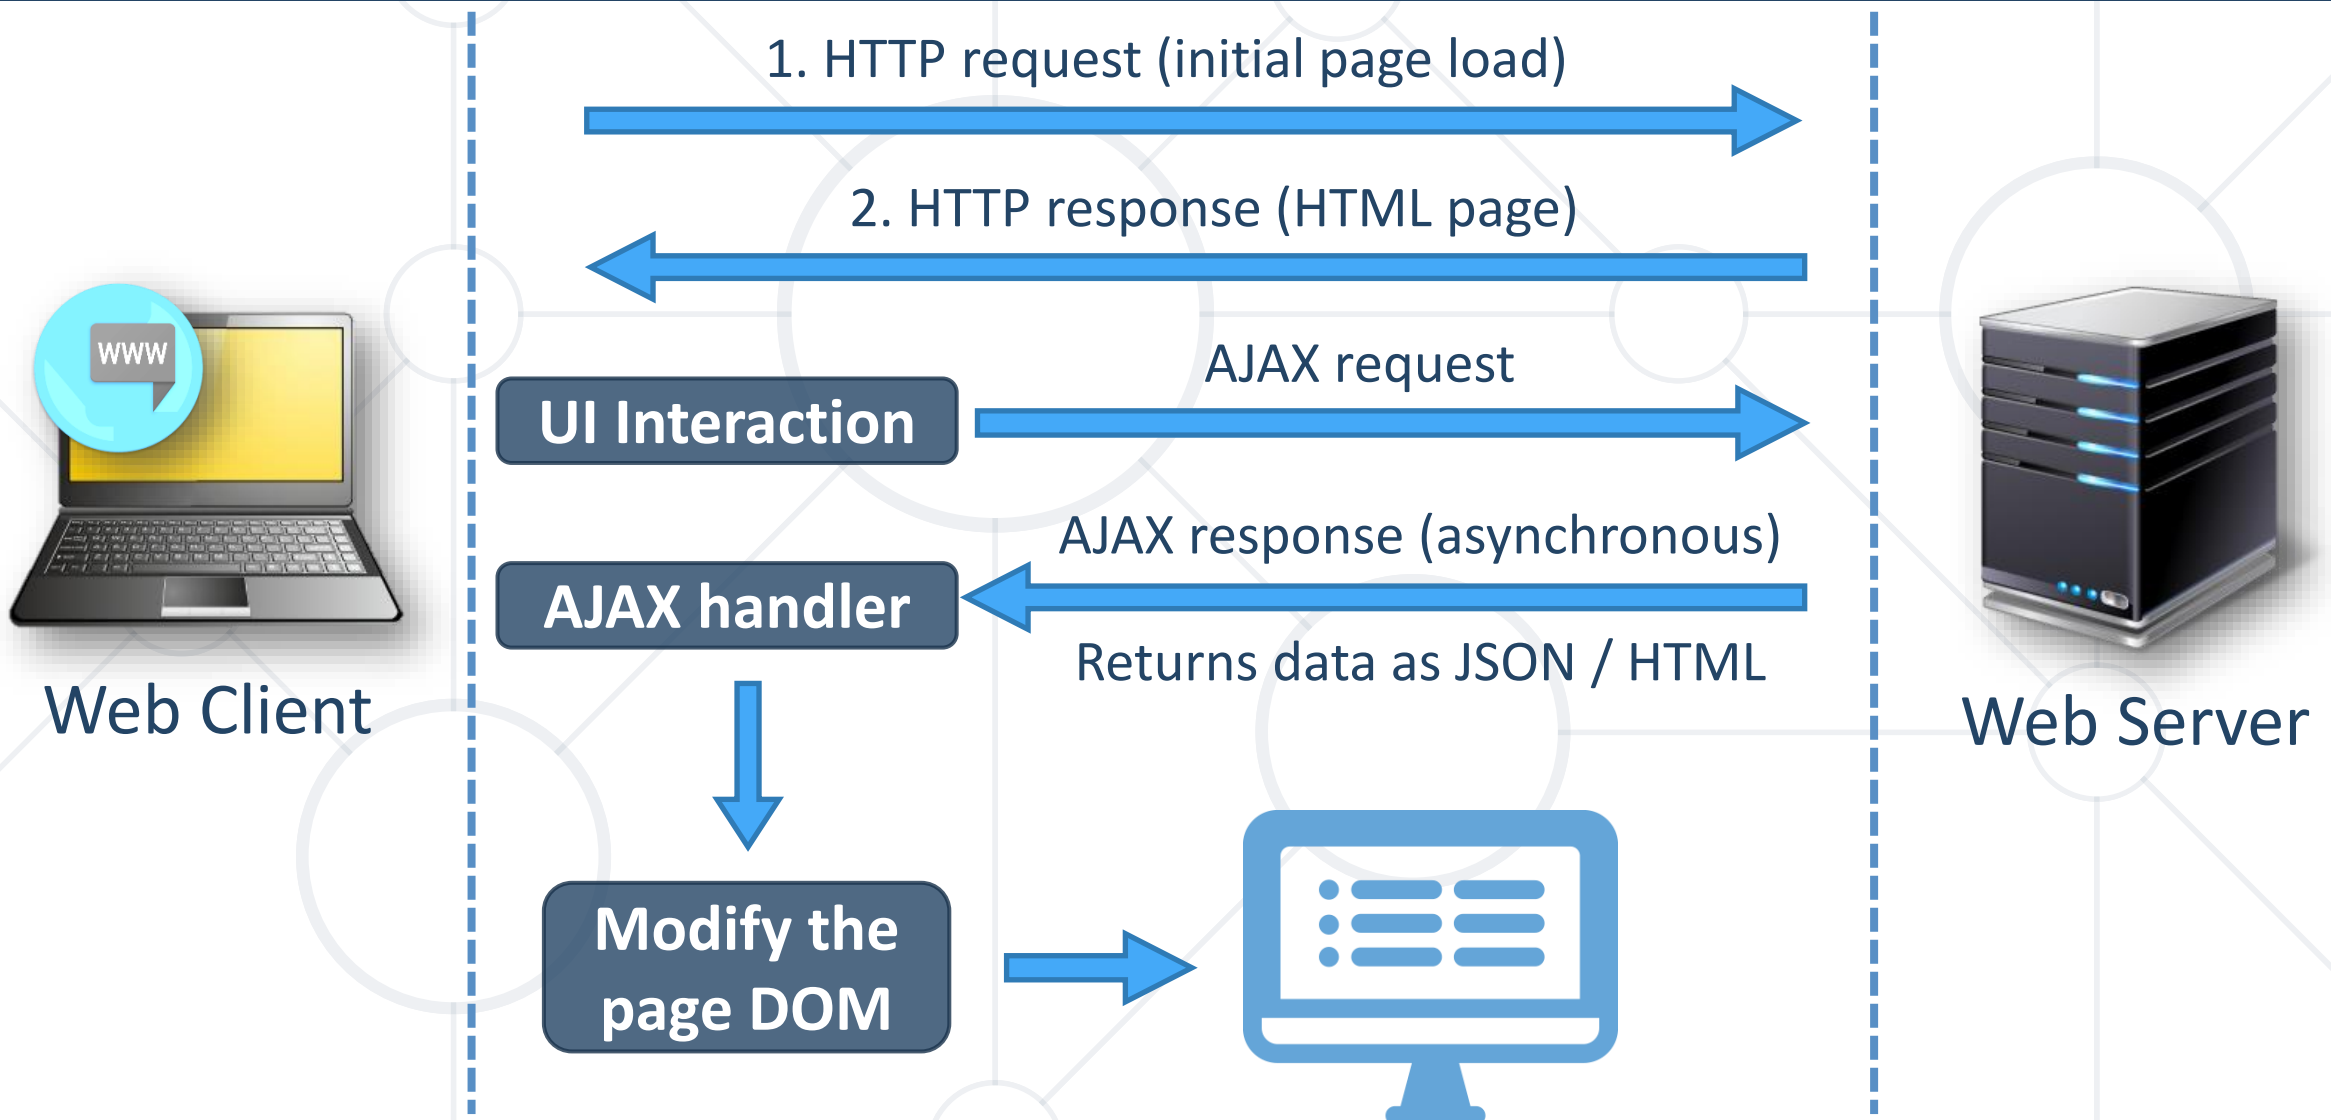 1. HTTP request (initial page load)
2. HTTP response (HTML page)
www
AJAX request
UI Interaction
AJAX response (asynchronous)
AJAX handler
Returns data as JSON / HTML
Web Client
Web Server
Modify the
page DOM